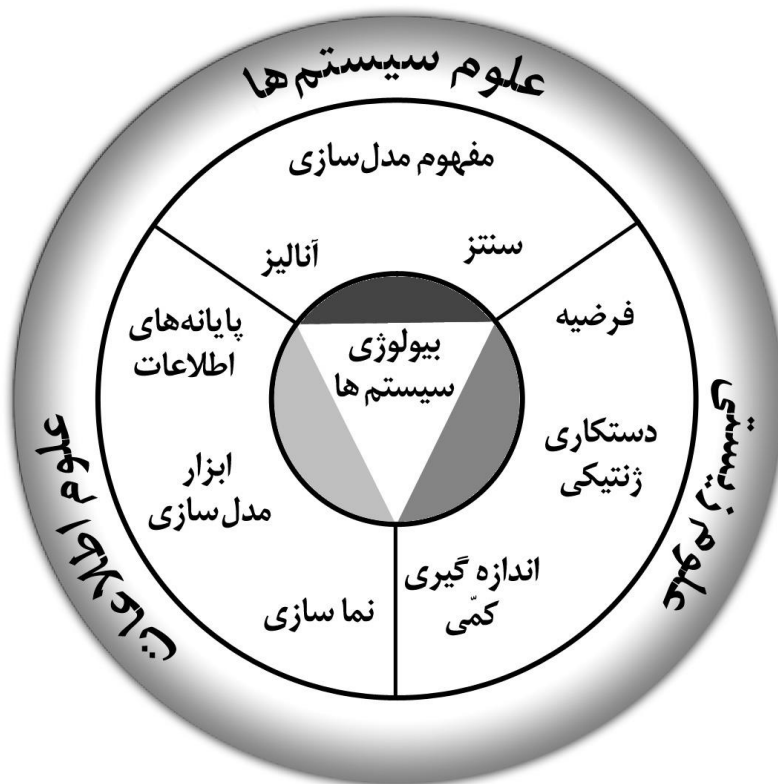 علوم سیستم‌ها
مفهوم مدل‌سازی
سنتز
آنالیز
فرضیه
پایانه‌های
اطلاعات
بیولوژی
سیستم ها
دستکاری
ژنتیکی
علوم زیستی
علوم اطلاعات
ابزار
مدل‌سازی
اندازه گیری
کمّی
نما سازی